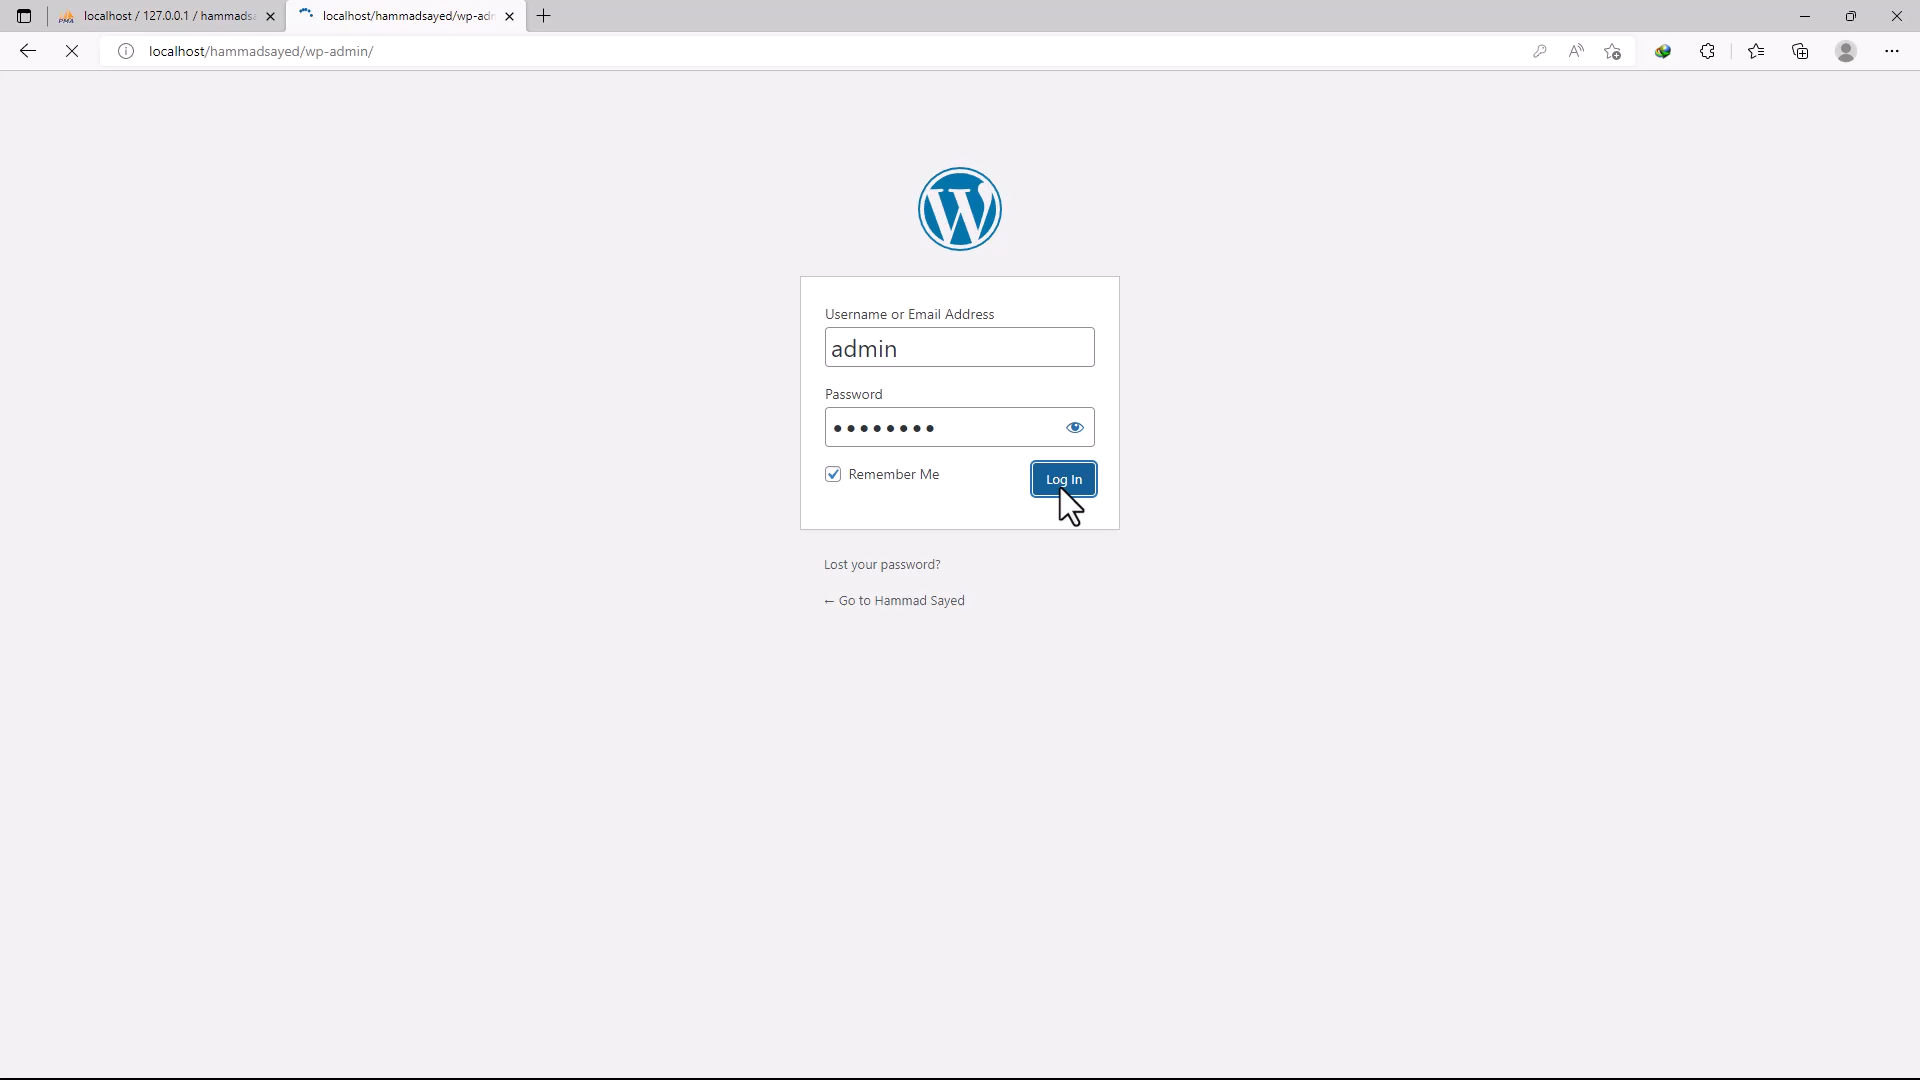 localhost / 127.0.0.1 / hammads
localhost/hammadsayed/wp-adr
localhost/hammadsayed/wp-admin/
Username or Email Address
admin
Password
Remember Me
Log In
Lost your password?
← Go to Hammad Sayed